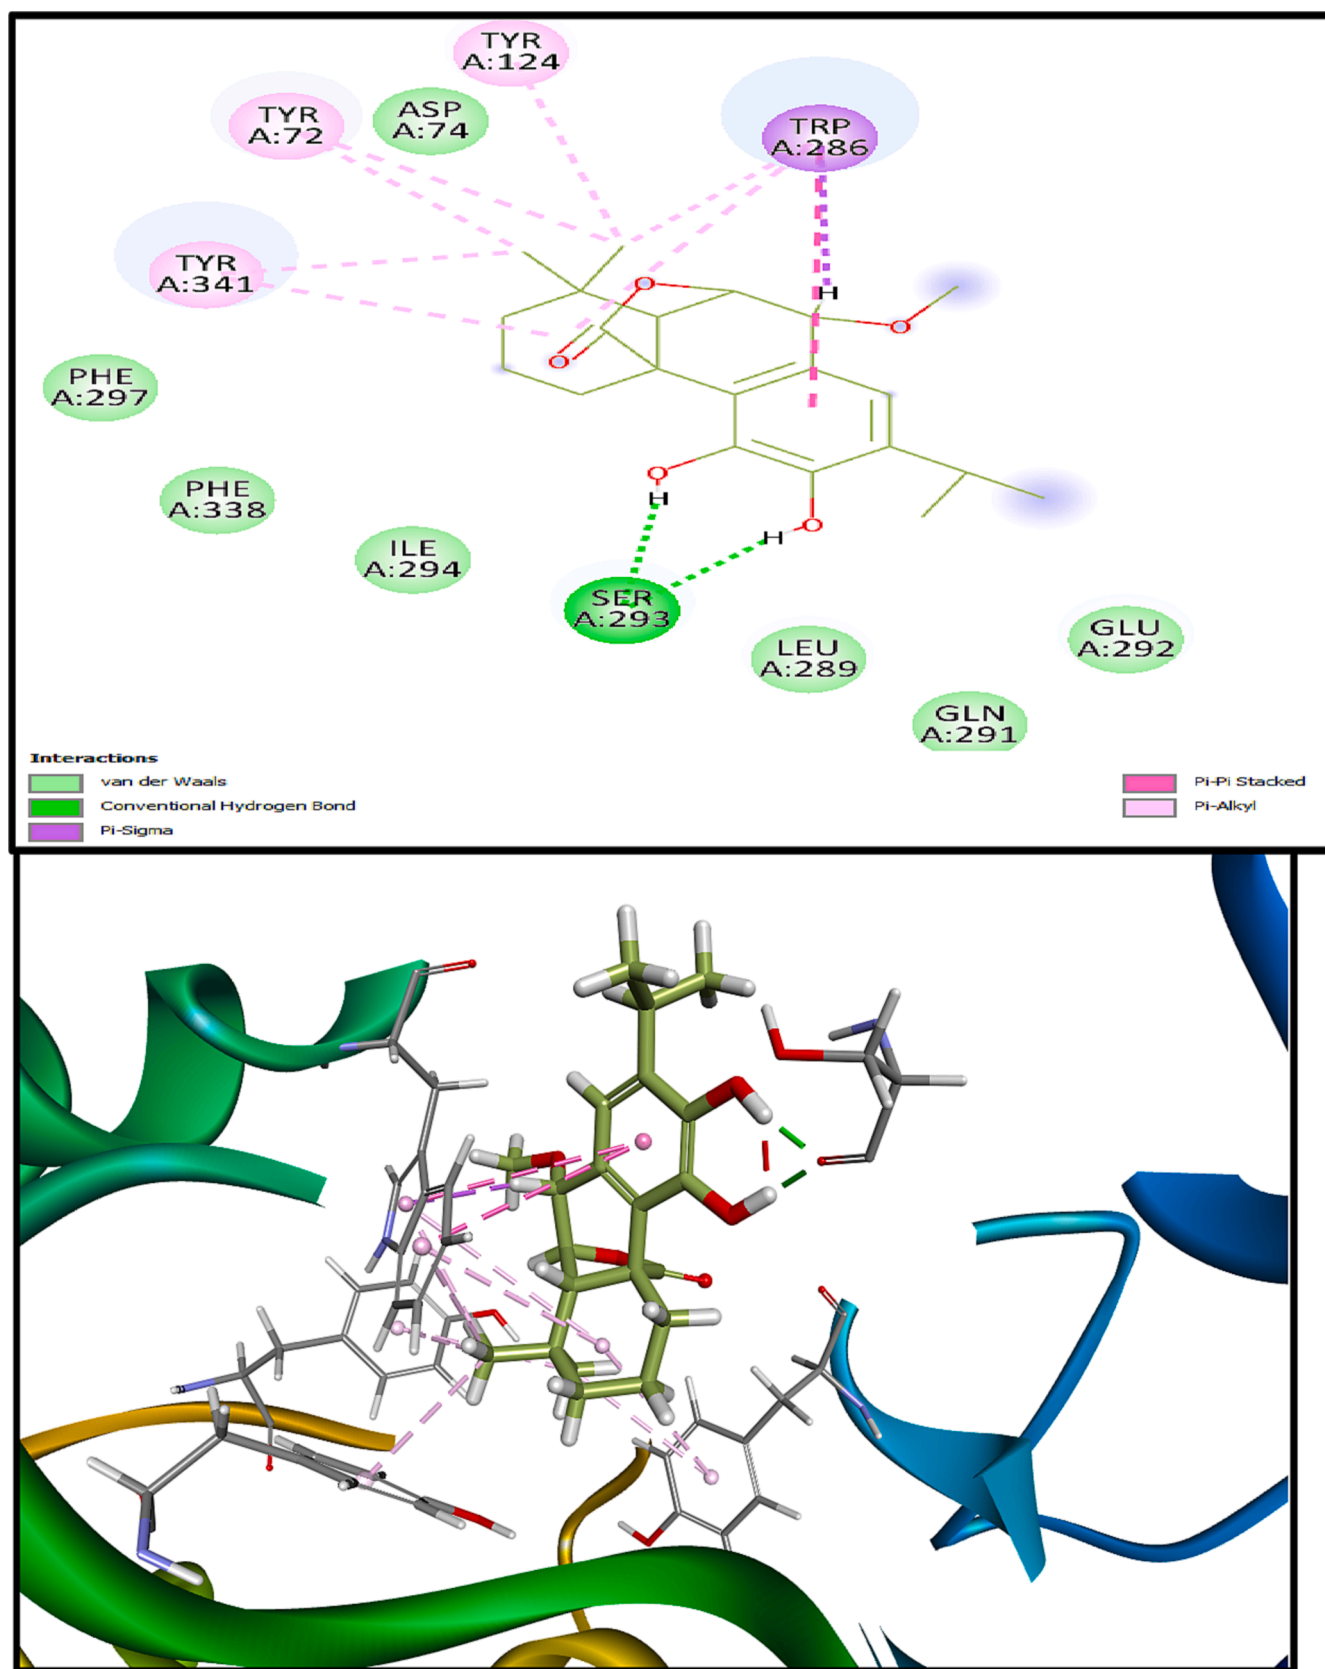 TYR
A:124
TYR
A:72
ASP
A:74
TRP
A:286
TYR
A:341
O
H
O
O
PHE
A:297
PHE
A:338
O
H
O
H
ILE
A:294
SER
A:293
LEU
A:289
GLU
A:292
GLN
A:291
Interactions
van der Waals
Conventional Hydrogen Bond
Pi-Sigma
Pi-Pi Stacked
Pi-Alkyl